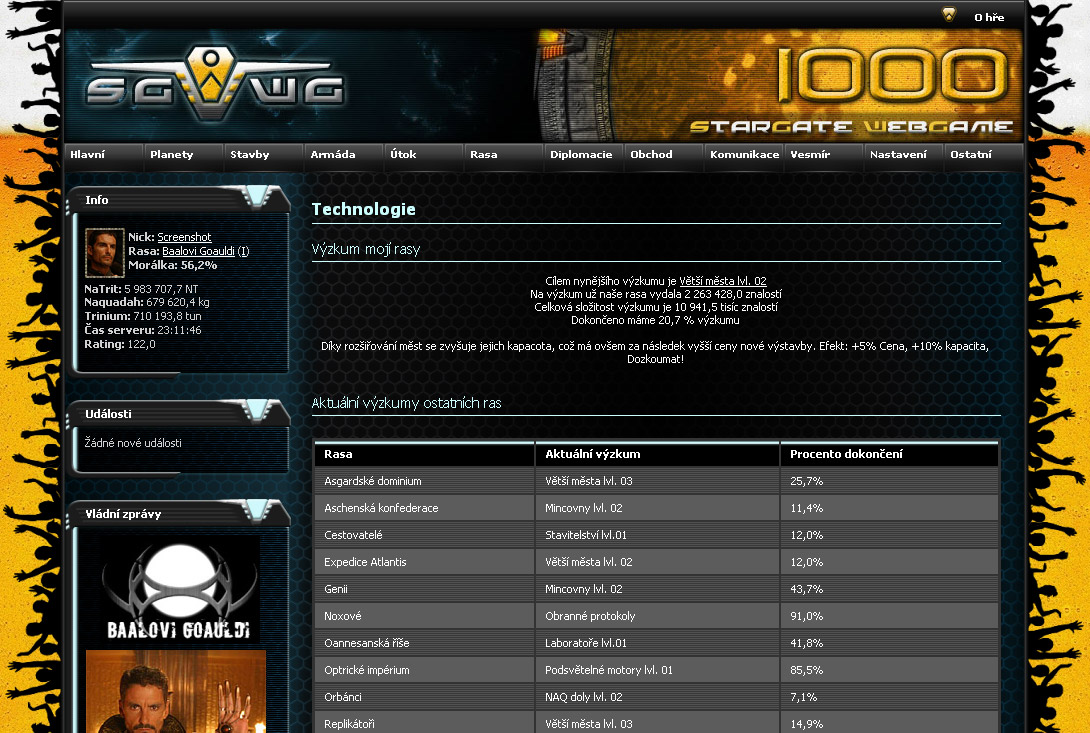 O hře
SGWG
1000
STARGATE WEBGAME
Hlavní Planety Stavby Armáda Útok Rasa Diplomacie Obchod Komunikace Vesmír Nastavení Ostatní
Info
Nick: Screenshot
Rasa: Baalovi Goauldi (I)
Morálka: 56,2%
NaTrit: 5 983 707,7 NT
Naquadah: 679 620,4 kg
Trinium: 710 193,8 tun
Čas serveru: 23:11:46
Rating: 122,0
Události
Žádné nové události
Vládní zprávy
BAALOVI GOAULDI
Technologie
Výzkum mojí rasy
Cílem nynějšího výzkumu je Větší města lvl. 02
Na výzkum už naše rasa vydala 2 263 428,0 znalostí
Celková složitost výzkumu je 10 941,5 tisíc znalostí
Dokončeno máme 20,7 % výzkumu
Díky rozšiřování měst se zvyšuje jejich kapacota, což má ovšem za následek vyšší ceny nové výstavby. Efekt: +5% Cena, +10% kapacita,
Dozkoumat!
Aktuální výzkumy ostatních ras
Rasa Aktuální výzkum Procento dokončení
Asgardské dominium Větší města lvl. 03 25,7%
Aschenská konfederace Mincovny lvl. 02 11,4%
Cestovatelé Stavitelství lvl.01 12,0%
Expedice Atlantis Větší města lvl. 02 12,0%
Genii Mincovny lvl. 02 43,7%
Noxové Obranné protokoly 91,0%
Oannesanská říše Laboratoře lvl.01 41,8%
Optrické impérium Podsvětelné motory lvl. 01 85,5%
Orbánci NAQ doly lvl. 02 7,1%
Replikátoři Větší města lvl. 03 14,9%